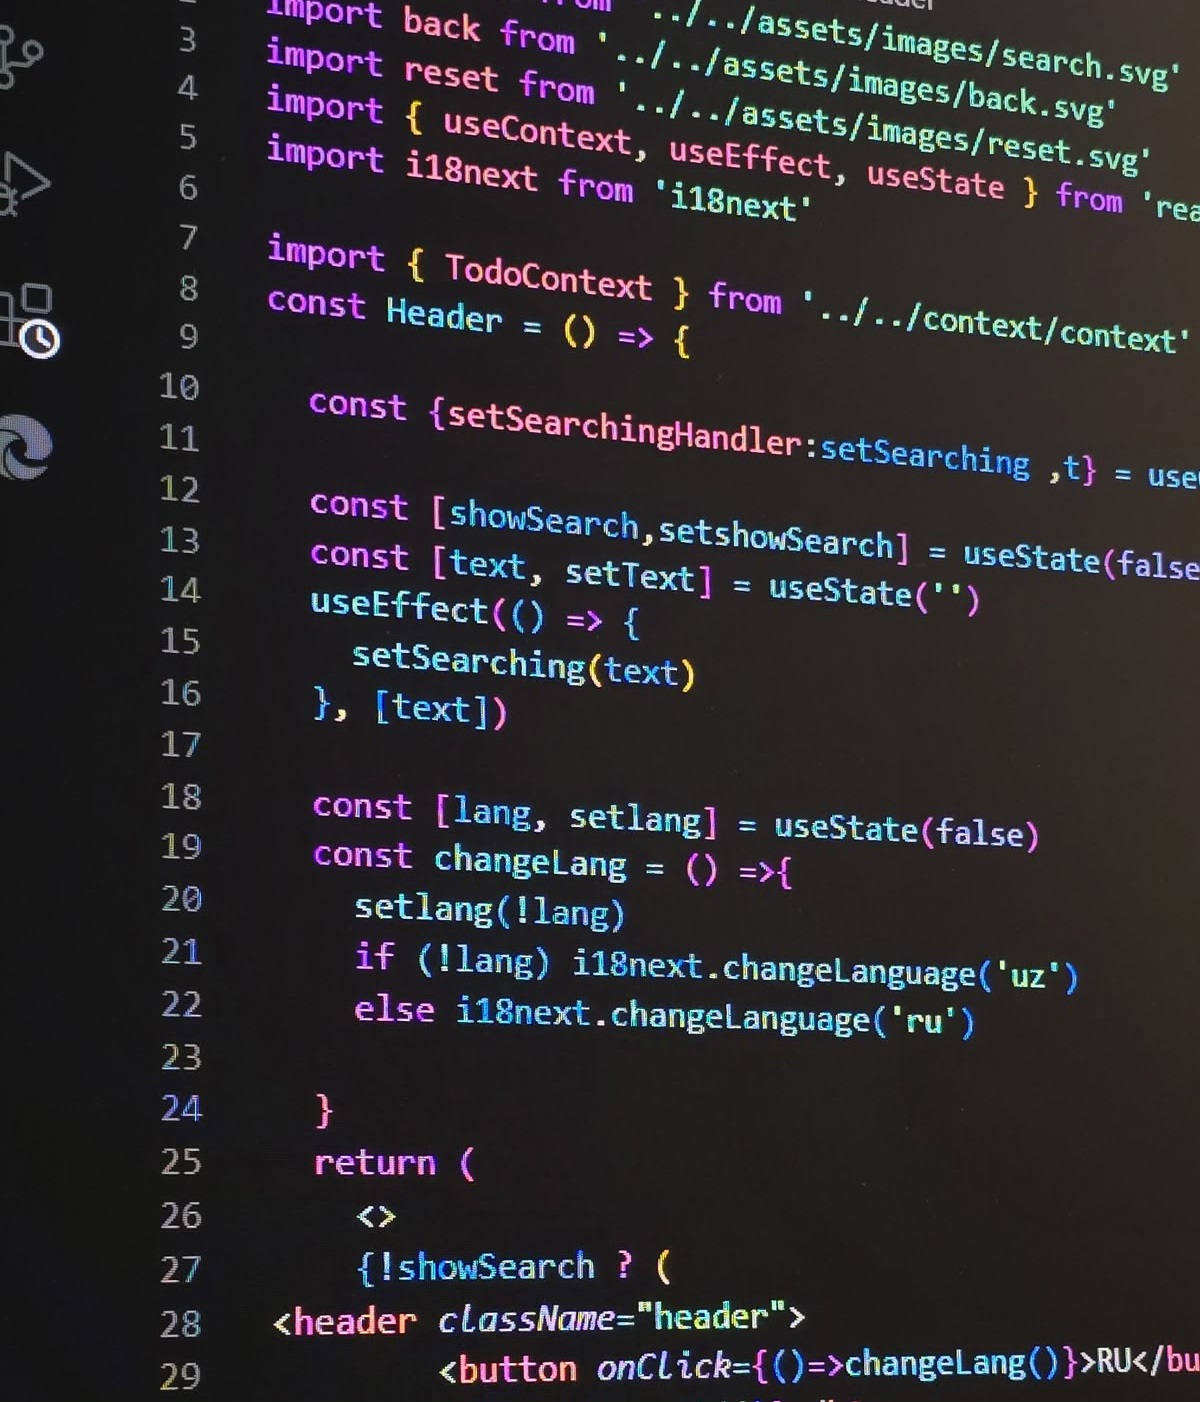 from '../../assets/images/search.svg'
import back from '../../assets/images/back.svg'
3 import reset from '../../assets/images/reset.svg'
4 import { useContext, useEffect, useState } from 'rea
5 import i18next from 'i18next'
6
7 import { TodoContext } from '../../context/context'
8 const Header = () => {
9
10 const {setSearchingHandler:setSearching ,t} = use
11
12 const [showSearch,setshowSearch] = useState(false
13 const [text, setText] = useState('')
14 useEffect(() => {
15 setSearching(text)
16 }, [text])
17
18 const [lang, setlang] = useState(false)
19 const changeLang = () =>{
20 setlang(!lang)
21 if (!lang) i18next.changeLanguage('uz')
22 else i18next.changeLanguage('ru')
23
24 }
25 return (
26 <>
27 {!showSearch ? (
28 <header className="header">
29 <button onClick={()=>changeLang()}>RU</bu